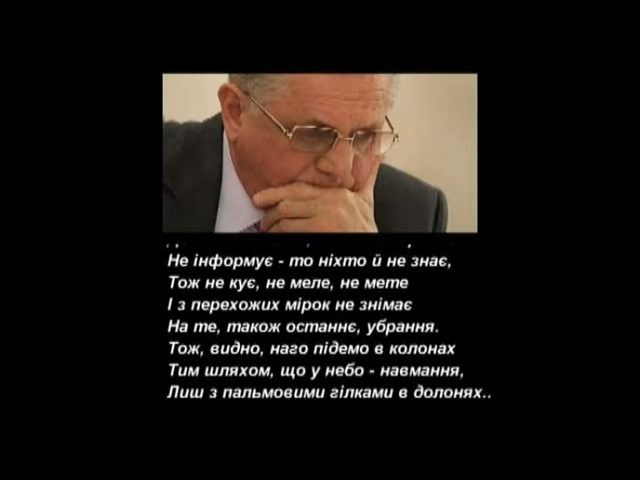 Не інформує - то ніхто й не знає,
Тож не кує, не меле, не мете
І з перехожих мірок не знімає
На те, також останнє, убрання.
Тож, видно, наго підемо в колонах
Тим шляхом, що у небо - навмання,
Лиш з пальмовими гілками в долонях..